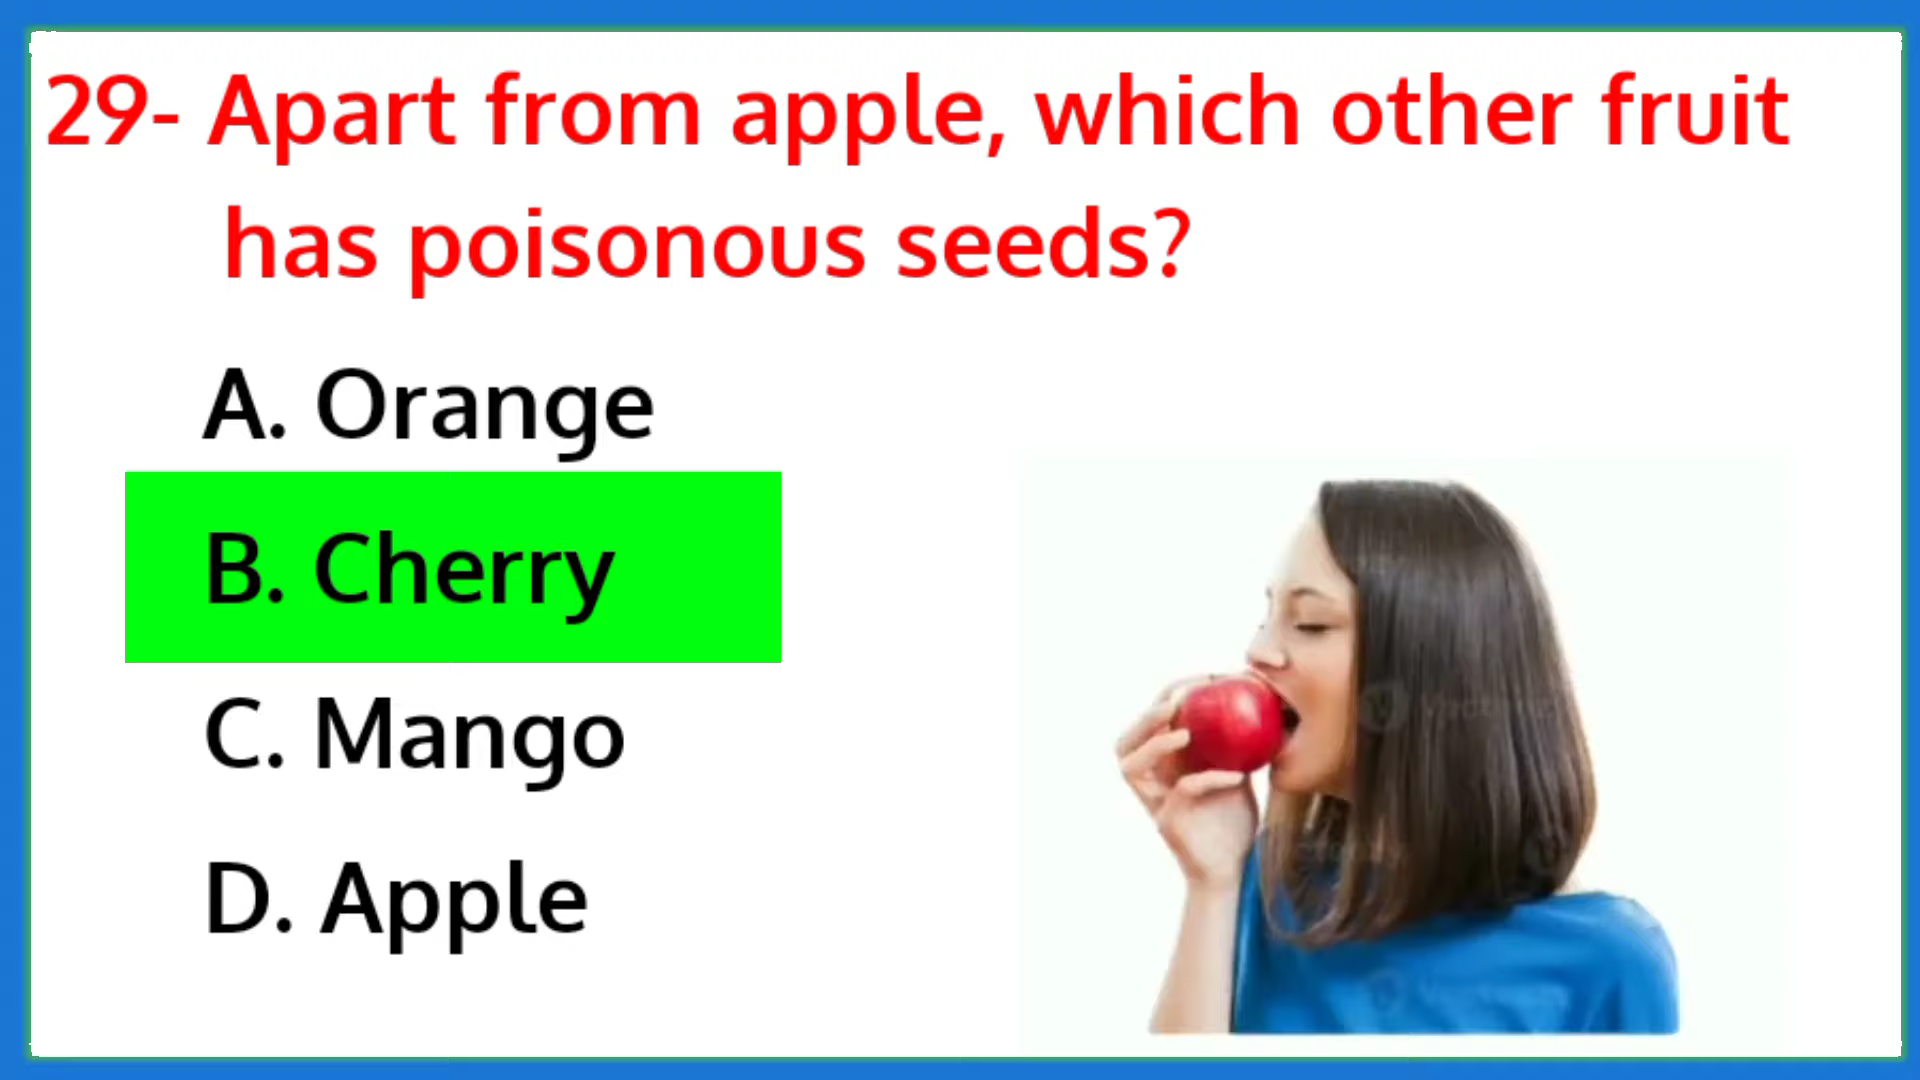 29- Apart from apple, which other fruit
has poisonous seeds?
A. Orange
B. Cherry
C. Mango
D. Apple